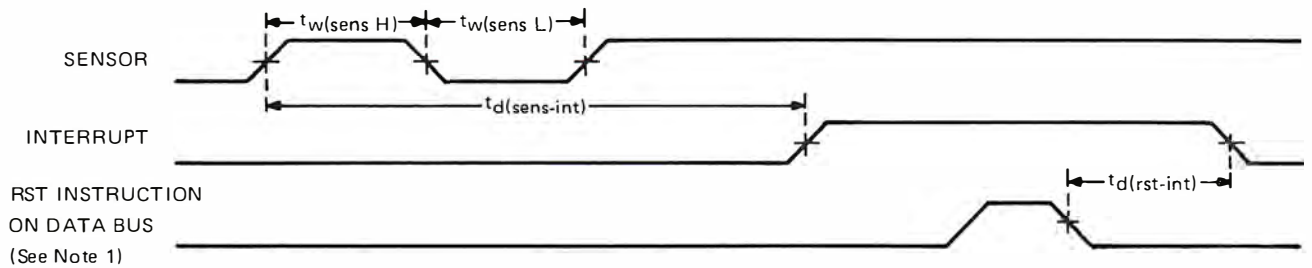 tw(sens H) tw(sens L)
SENSOR
td(sens-int)
INTERRUPT
td(rst-int)
RST INSTRUCTION
ON DATA BUS
(See Note 1)